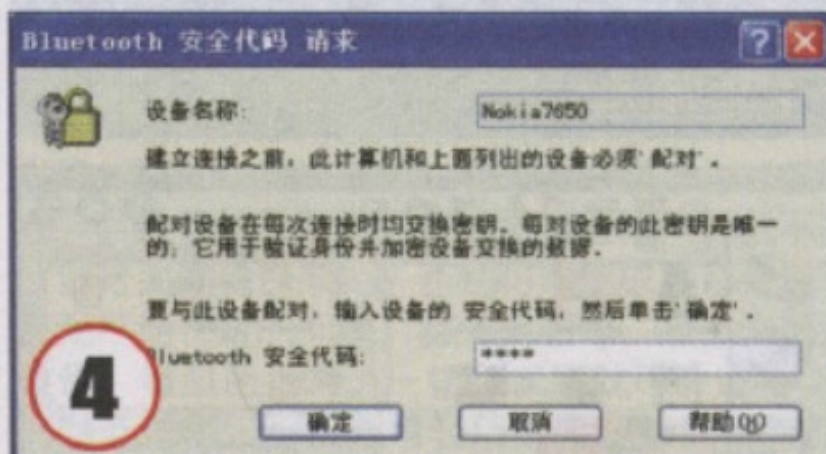 Bluetooth 安全代码 请求
设备名称:
Nokia7650
建立连接之前，此计算机和上面列出的设备必须'配对'.
配对设备在每次连接时均交换密钥。每对设备的此密钥是唯一
的; 它用于验证身份并加密设备交换的数据.
要与此设备配对，输入设备的 安全代码，然后单击'确定'.
luetooth 安全代码:
****
4
确定
取消
帮助(H)